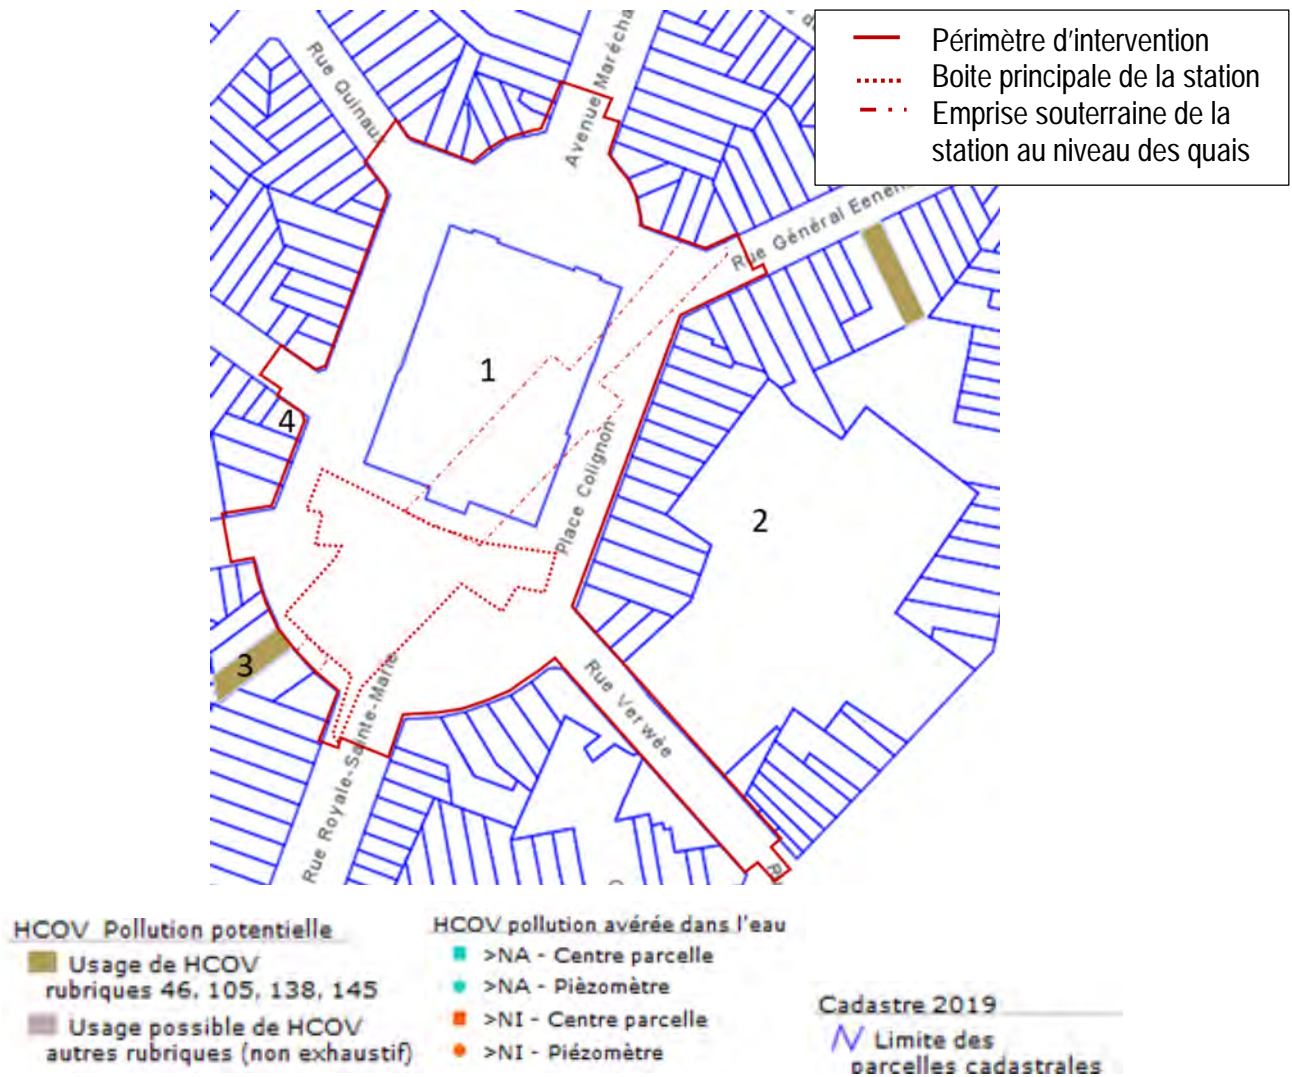 Périmètre d'intervention
Boite principale de la station
Emprise souterraine de la
station au niveau des quais
Rue Quinaux
Avenue Marécha
Rue Général Eenen
1
2
3
4
Place Colignon
Rue Verwée
Rue Royale-Sainte-Marie
HCOV Pollution potentielle
Usage de HCOV
rubriques 46, 105, 138, 145
Usage possible de HCOV
autres rubriques (non exhaustif)
HCOV pollution avérée dans l'eau
>NA - Centre parcelle
>NA - Pièzomètre
>NI - Centre parcelle
>NI - Piézomètre
Cadastre 2019
Limite des
parcelles cadastrales